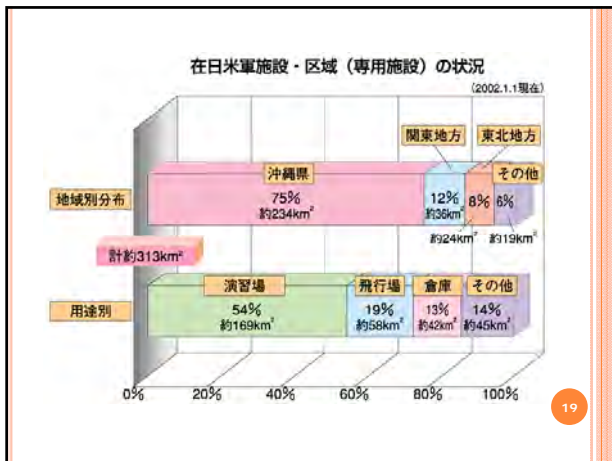 在日米軍施設・区域（専用施設）の状況
(2002.1.1現在)
関東地方
東北地方
沖縄県
その他
地域別分布
75%
約234km²
12%
約36km²
8%
6%
約24km²
約19km²
計約313km²
演習場
飛行場
倉庫
その他
用途別
54%
約169km²
19%
約58km²
13%
約42km²
14%
約45km²
0%
20%
40%
60%
80%
100%
19